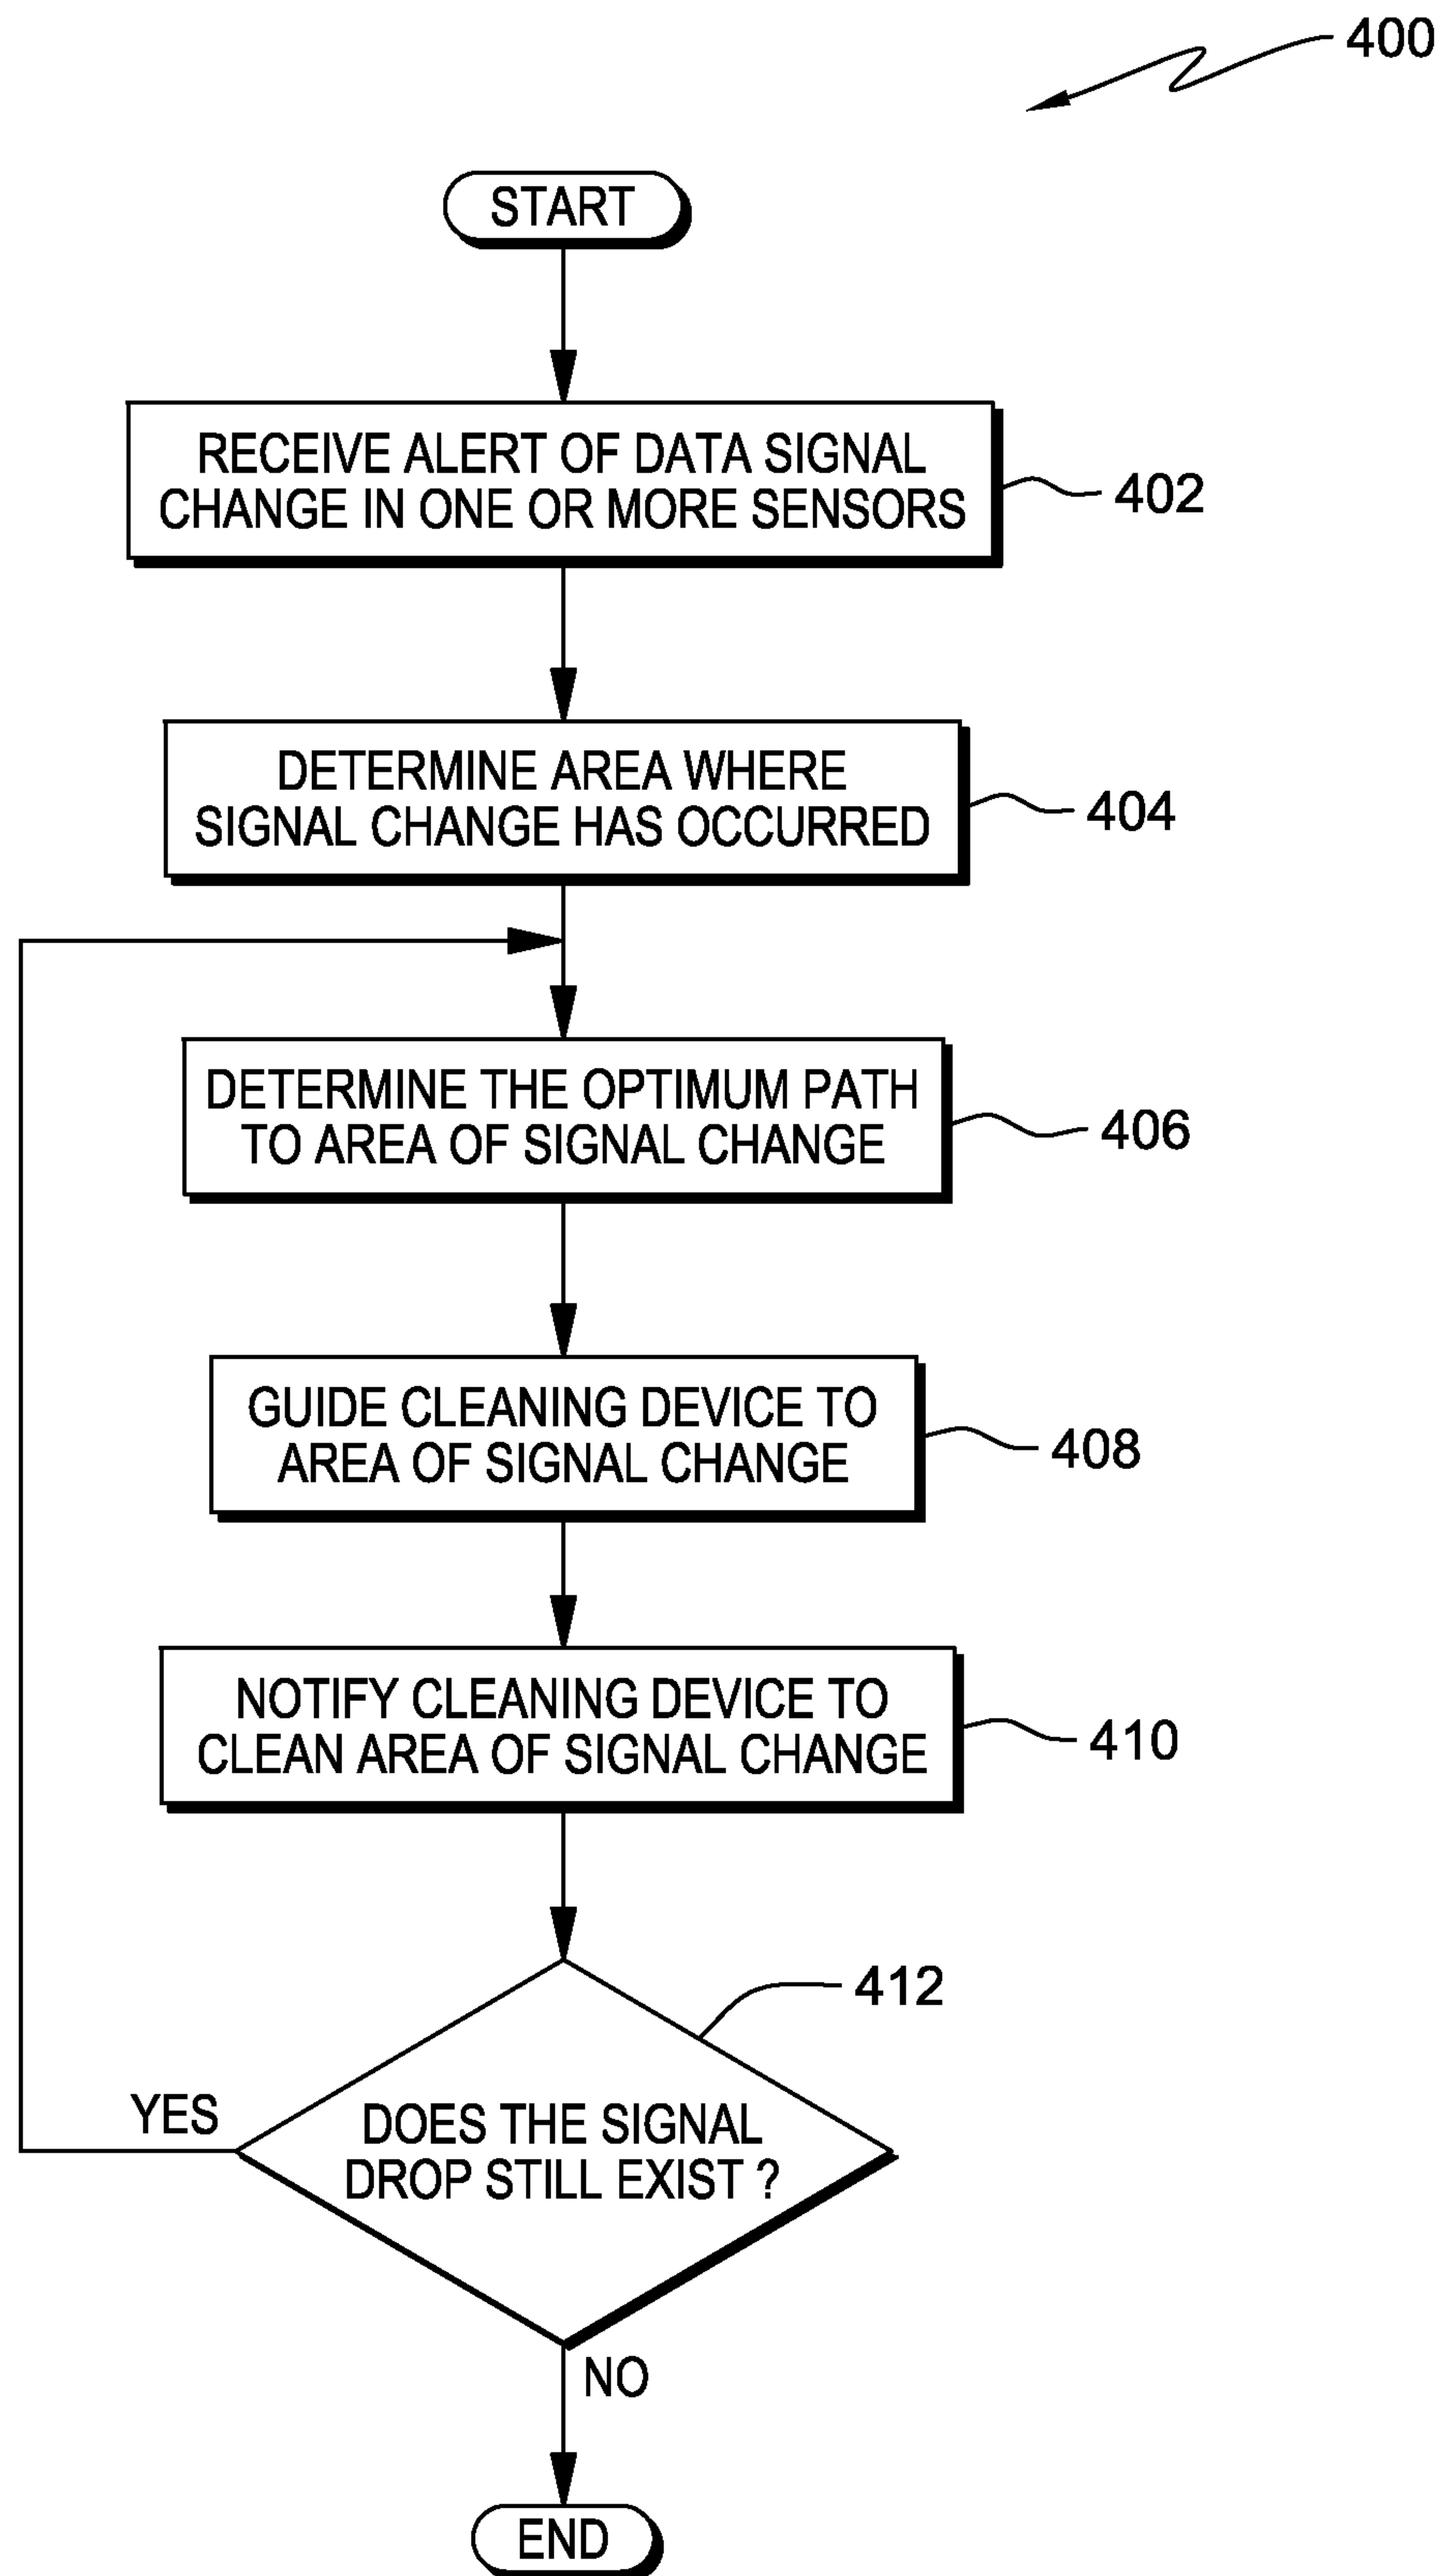 400
START
RECEIVE ALERT OF DATA SIGNAL
CHANGE IN ONE OR MORE SENSORS
402
DETERMINE AREA WHERE
SIGNAL CHANGE HAS OCCURRED
404
DETERMINE THE OPTIMUM PATH
TO AREA OF SIGNAL CHANGE
406
GUIDE CLEANING DEVICE TO
AREA OF SIGNAL CHANGE
408
NOTIFY CLEANING DEVICE TO
CLEAN AREA OF SIGNAL CHANGE
410
412
YES
DOES THE SIGNAL
DROP STILL EXIST ?
NO
END